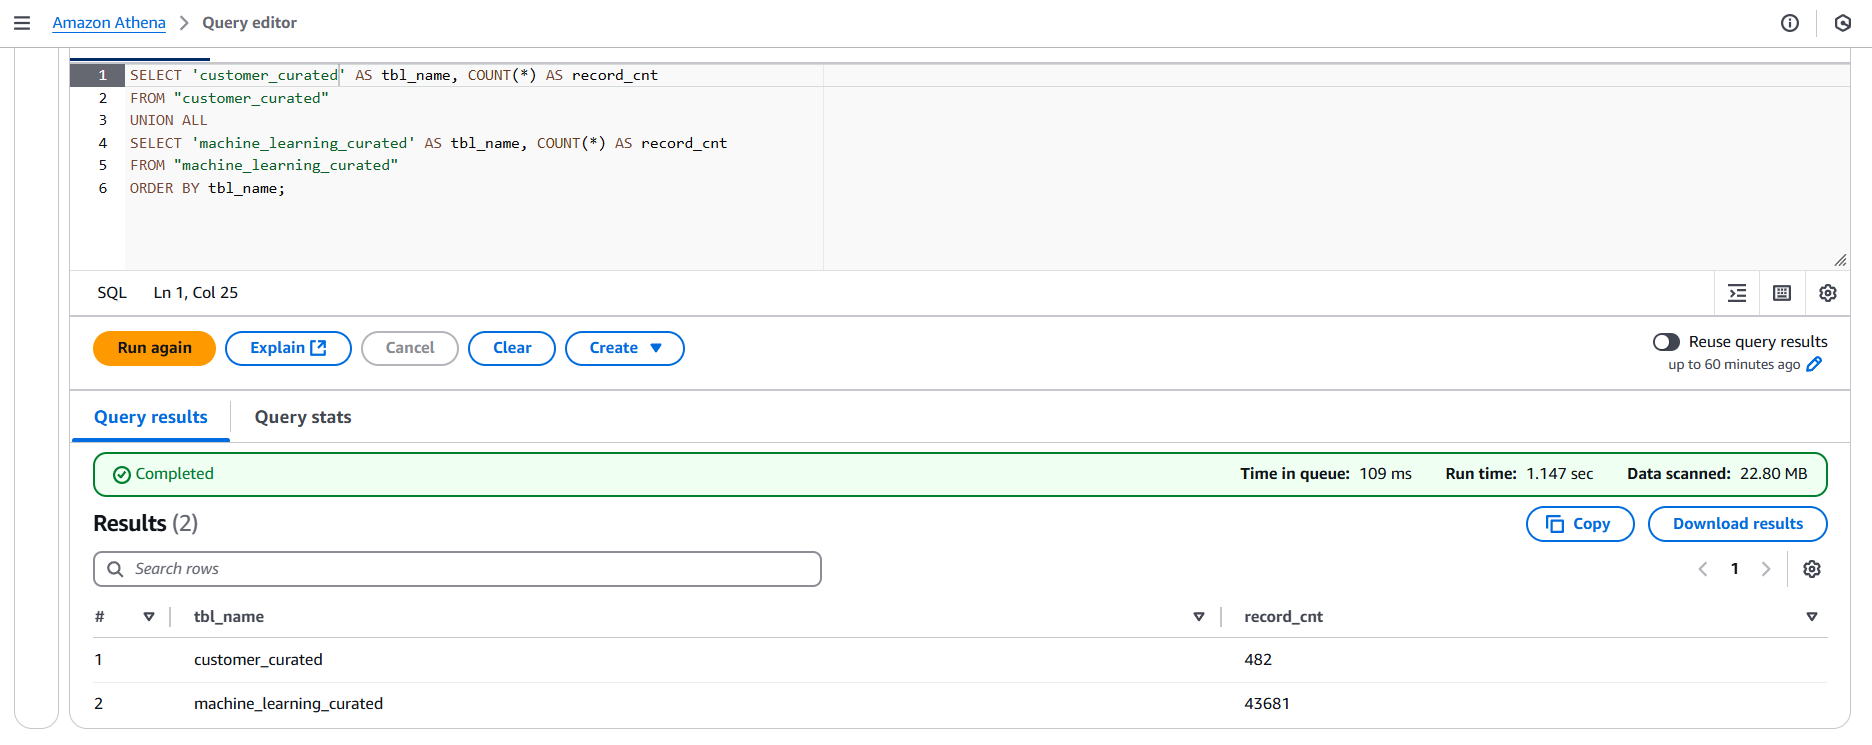 Amazon Athena > Query editor
1 SELECT 'customer_curated' AS tbl_name, COUNT(*) AS record_cnt
2 FROM "customer_curated"
3 UNION ALL
4 SELECT 'machine_learning_curated' AS tbl_name, COUNT(*) AS record_cnt
5 FROM "machine_learning_curated"
6 ORDER BY tbl_name;
SQL Ln 1, Col 25
Run again Explain Cancel Clear Create Reuse query results
up to 60 minutes ago
Query results Query stats
Completed Time in queue: 109 ms Run time: 1.147 sec Data scanned: 22.80 MB
Results (2) Copy Download results
Search rows 1
# tbl_name record_cnt
1 customer_curated 482
2 machine_learning_curated 43681